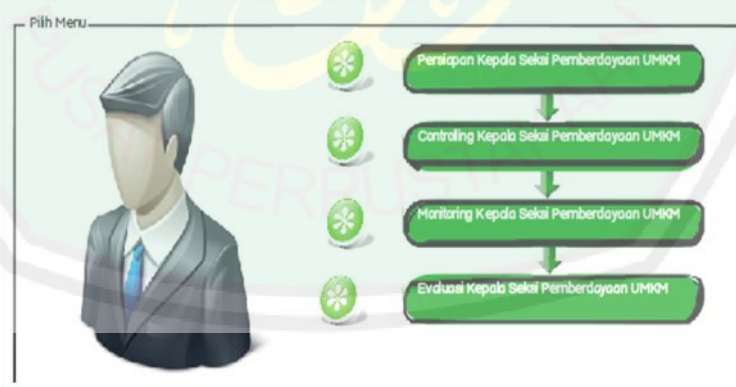 Pilih Menu
Persiapan Kepala Seksi Pemberdayaan UMKM
Controling Kepala Seksi Pemberdayaan UMKM
Monitoring Kepala Seksi Pemberdayaan UMKM
Evaluasi Kepala Seksi Pemberdayaan UMKM